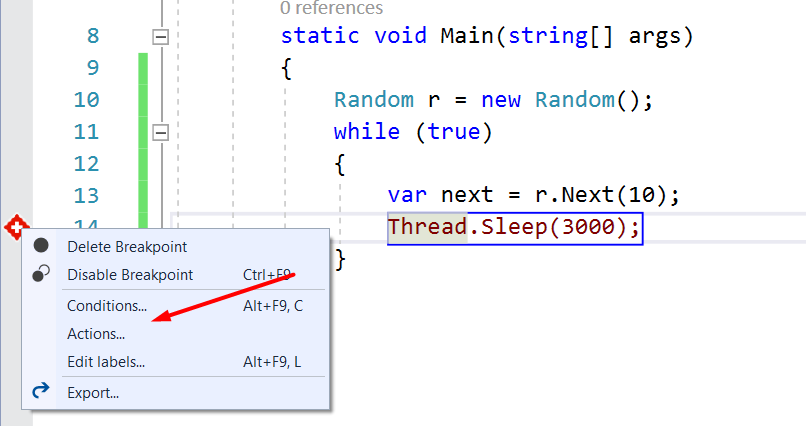 0 references
8 static void Main(string[] args)
9 {
10 Random r = new Random();
11 while (true)
12 {
13 var next = r.Next(10);
14 Thread.Sleep(3000);
}
Delete Breakpoint
Disable Breakpoint Ctrl+F9
Conditions... Alt+F9, C
Actions...
Edit labels... Alt+F9, L
Export...